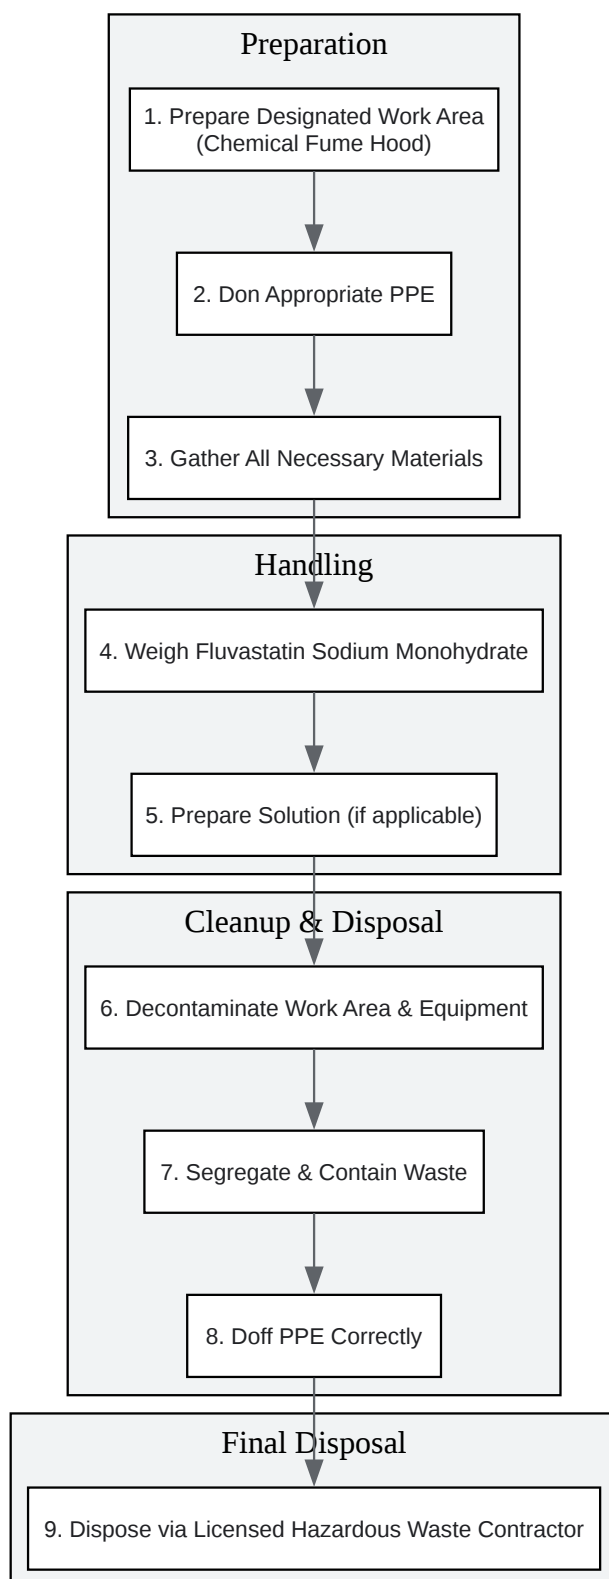 Preparation
1. Prepare Designated Work Area
(Chemical Fume Hood)
2. Don Appropriate PPE
3. Gather All Necessary Materials
Handling
4. Weigh Fluvastatin Sodium Monohydrate
5. Prepare Solution (if applicable)
Cleanup & Disposal
6. Decontaminate Work Area & Equipment
7. Segregate & Contain Waste
8. Doff PPE Correctly
Final Disposal
9. Dispose via Licensed Hazardous Waste Contractor